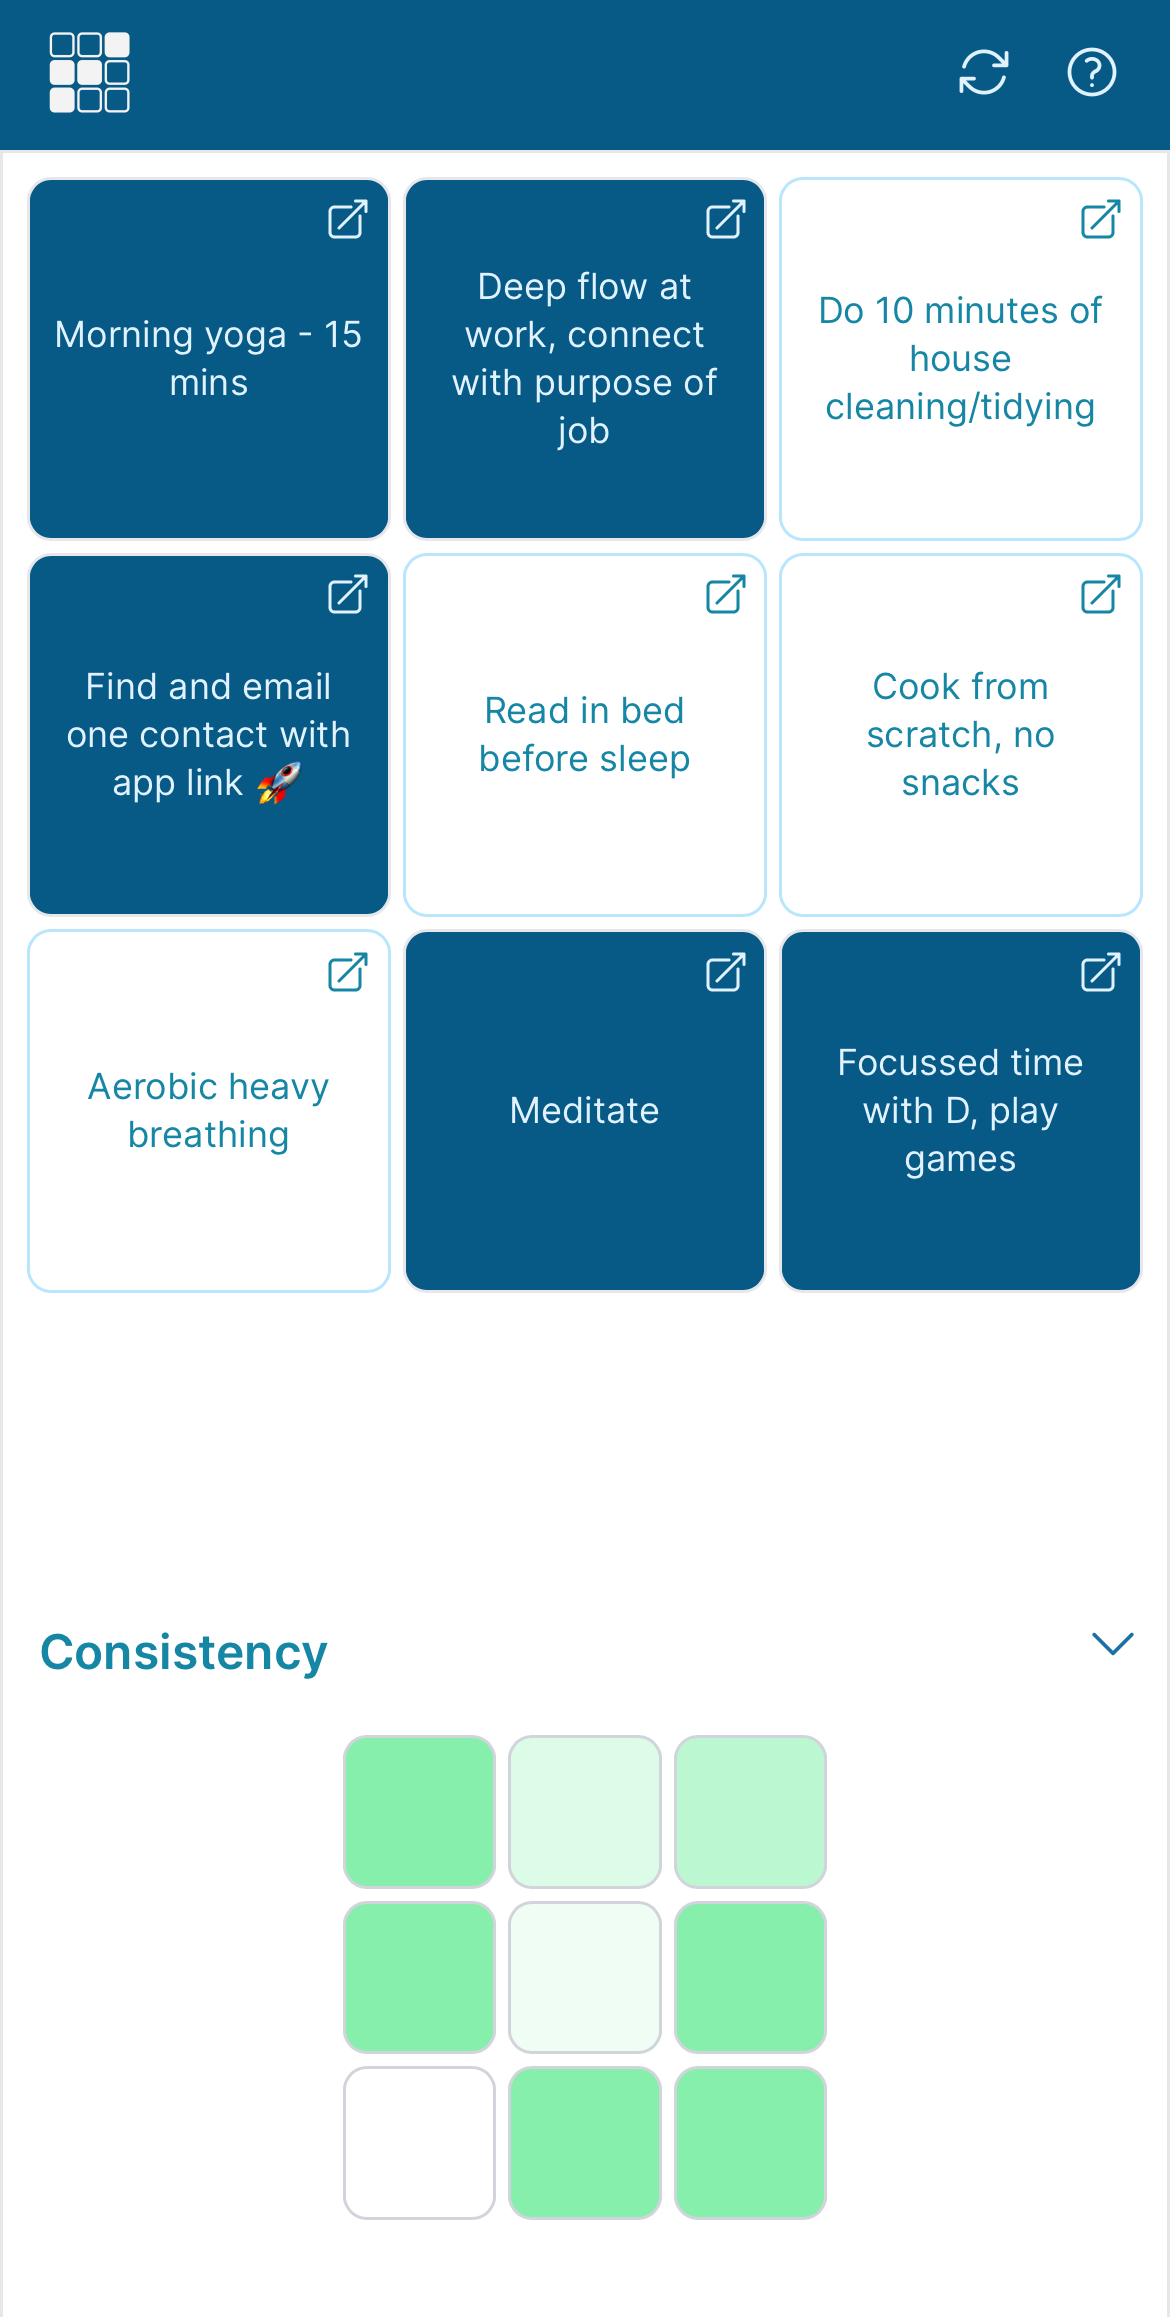 Morning yoga - 15
mins
Deep flow at
work, connect
with purpose of
job
Do 10 minutes of
house
cleaning/tidying
Find and email
one contact with
app link 🚀
Read in bed
before sleep
Cook from
scratch, no
snacks
Aerobic heavy
breathing
Meditate
Focussed time
with D, play
games
Consistency